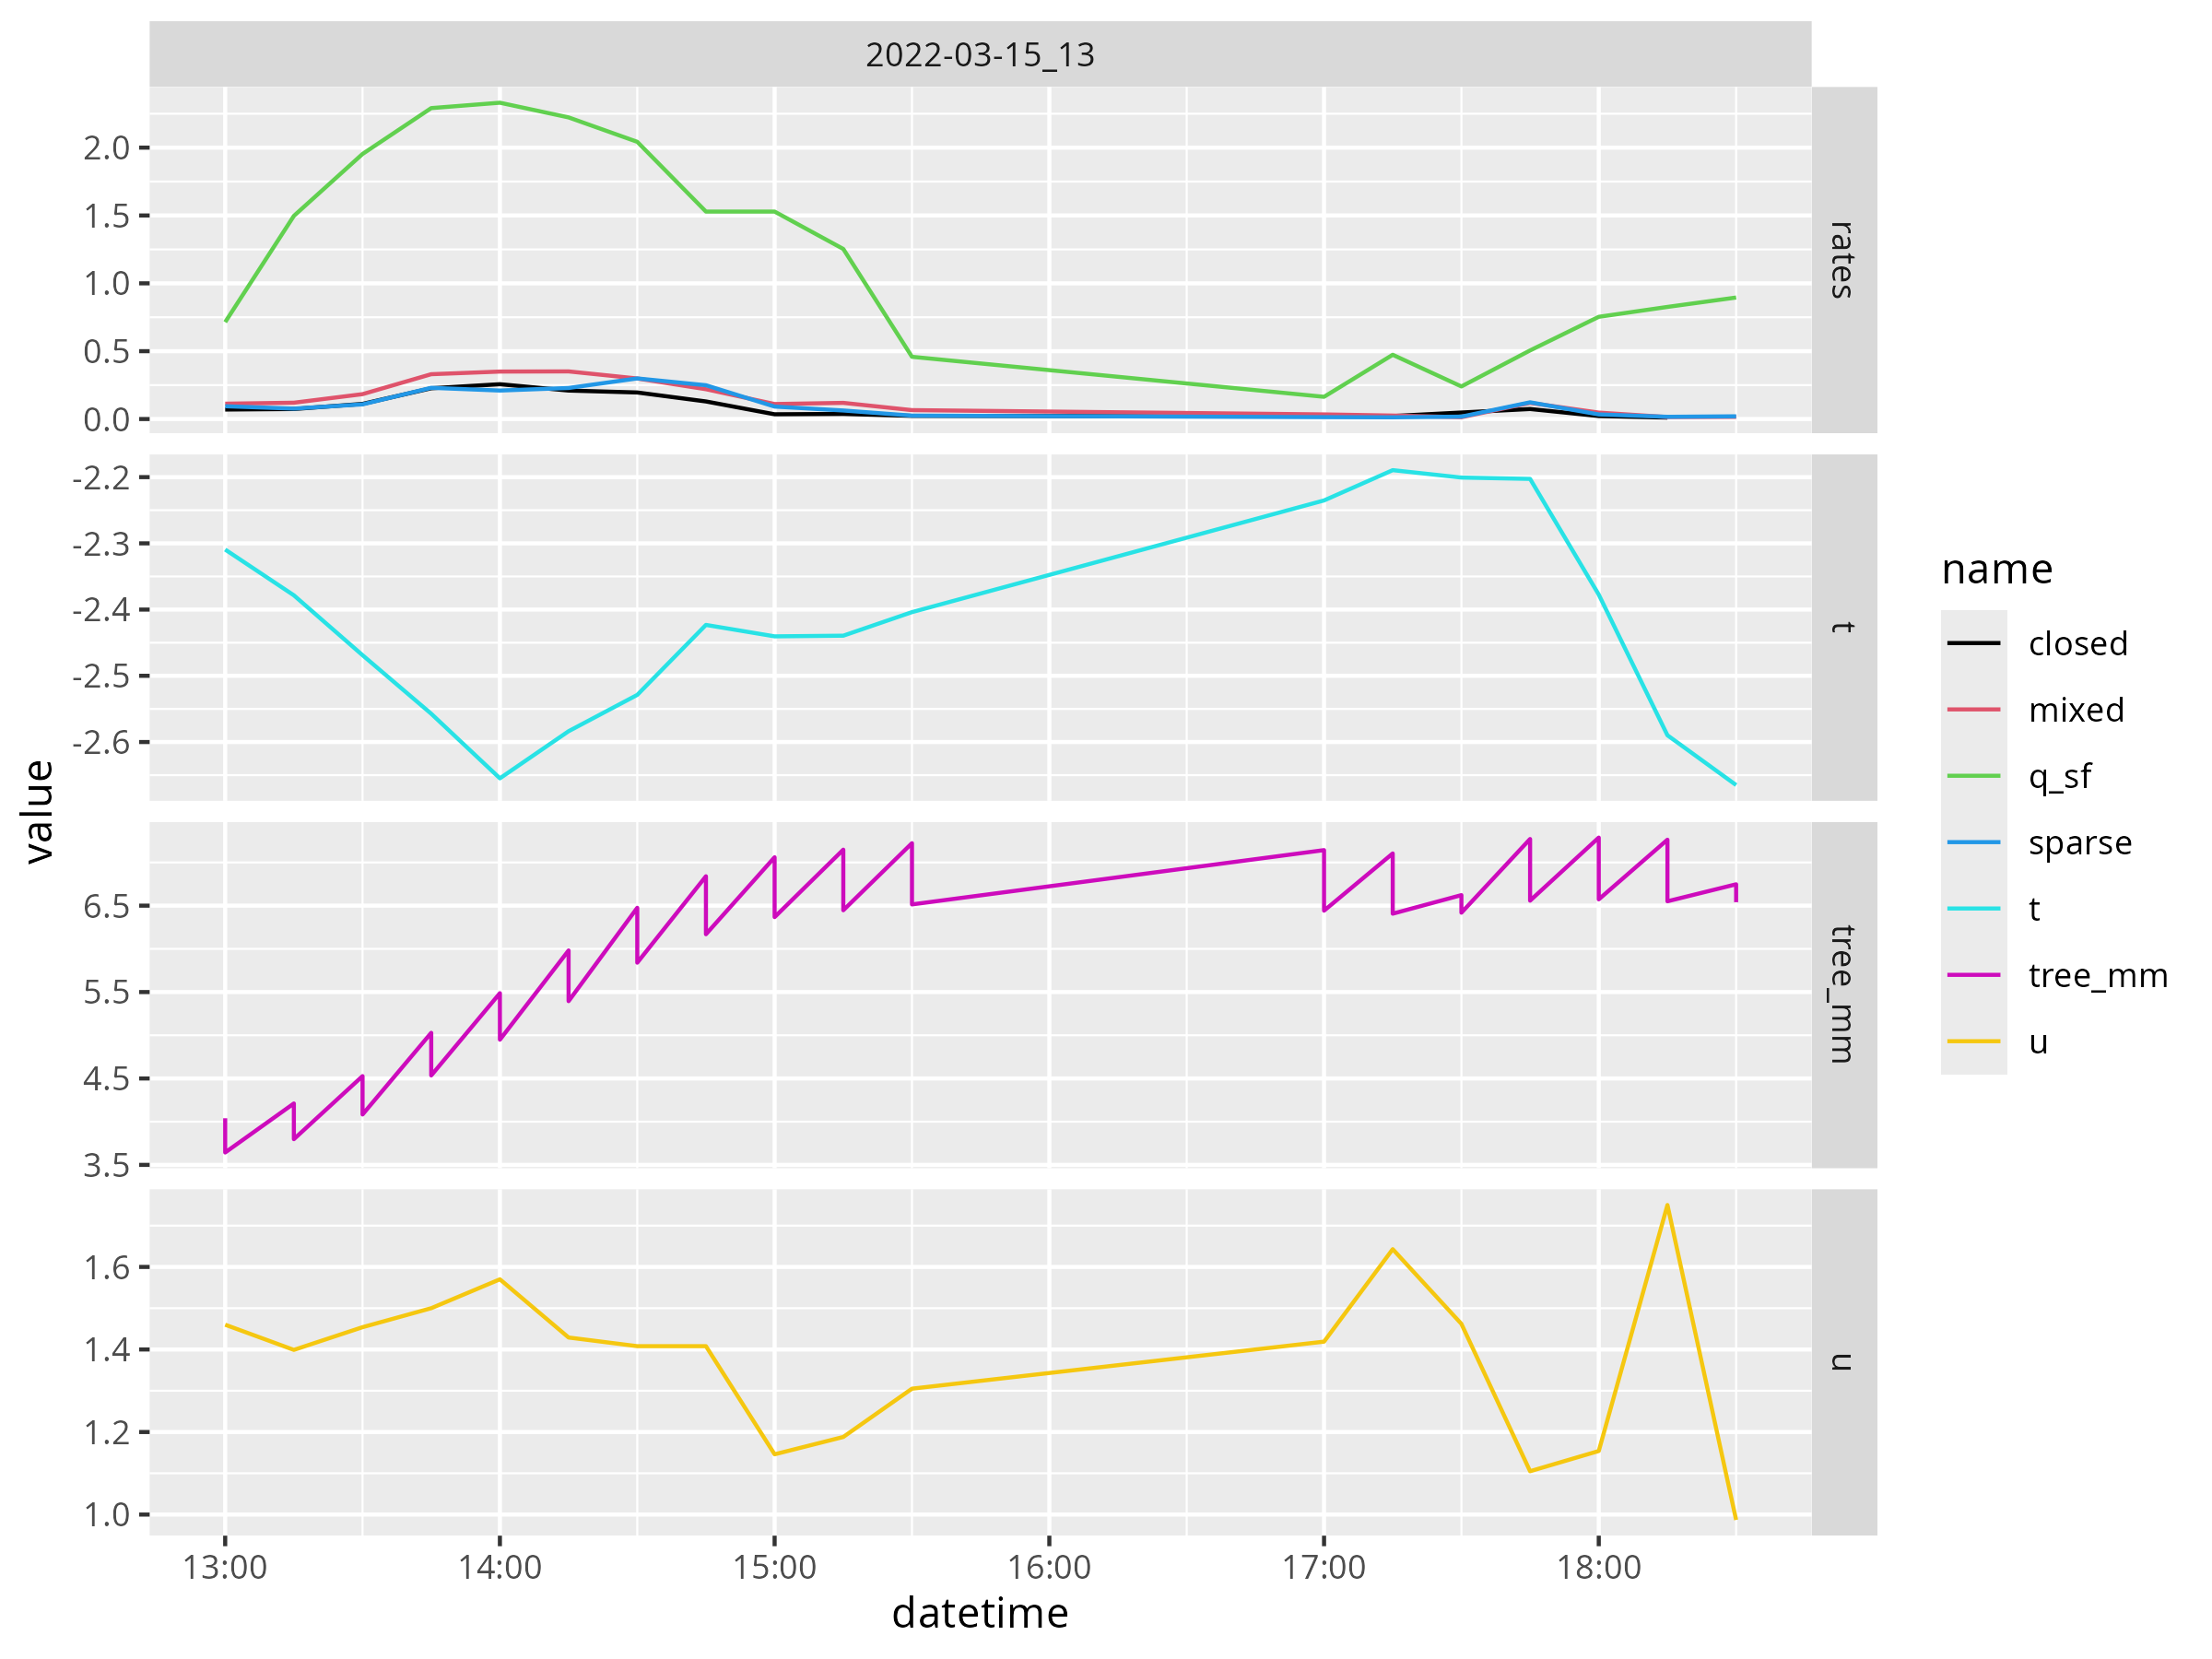 2022-03-15_13
2.0
1.5
1.0
0.5
0.0
rates
-2.2
-2.3
-2.4
-2.5
-2.6
t
6.5
5.5
4.5
3.5
tree_mm
1.6
1.4
1.2
1.0
u
13:00 14:00 15:00 16:00 17:00 18:00
datetime
value
name
closed
mixed
q_sf
sparse
t
tree_mm
u